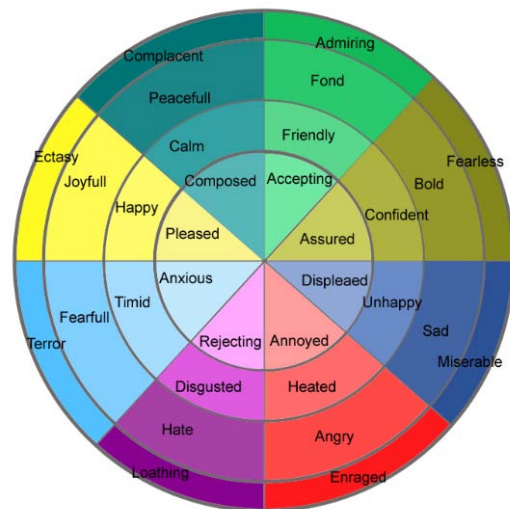 Complacent
Admiring
Peacefull
Fond
Calm
Friendly
Ectasy
Joyfull
Happy
Pleased
Composed
Accepting
Assured
Confident
Bold
Fearless
Anxious
Timid
Fearfull
Terror
Displeaed
Unhappy
Sad
Miserable
Rejecting
Annoyed
Disgusted
Heated
Hate
Angry
Loathing
Enraged